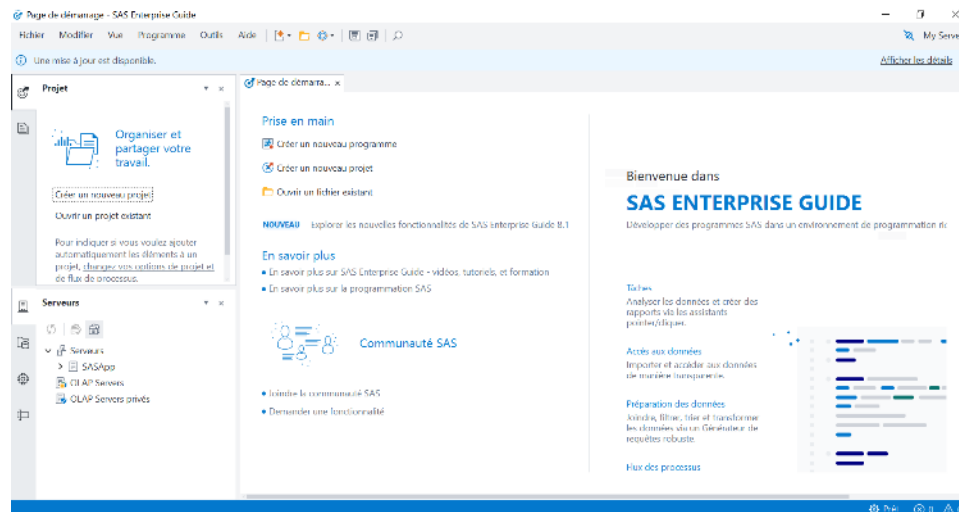 Page de démarrage - SAS Enterprise Guide
Fichier Modifier Vue Programme Outils Aide My Serve
Une mise à jour est disponible. Afficher les détails
Projet
Organiser et
partager votre
travail.
Créer un nouveau projet
Ouvrir un projet existant
Pour indiquer si vous voulez ajouter
automatiquement les éléments à un
projet, changez vos options de projet et
de flux de processus.
Serveurs
Serveurs
SASApp
OLAP Servers
OLAP Servers privés
Page de démarra...
Prise en main
Créer un nouveau programme
Créer un nouveau projet
Ouvrir un fichier existant
NOUVEAU Explorer les nouvelles fonctionnalités de SAS Enterprise Guide 8.1
En savoir plus
En savoir plus sur SAS Enterprise Guide - vidéos, tutoriels, et formation
En savoir plus sur la programmation SAS
Communauté SAS
Joindre la communauté SAS
Demander une fonctionnalité
Bienvenue dans
SAS ENTERPRISE GUIDE
Développer des programmes SAS dans un environnement de programmation ric
Tâches
Analyser les données et créer des
rapports via les assistants
pointer/cliquer.
Accès aux données
Importer et accéder aux données
de manière transparente.
Préparation des données
Joindre, filtrer, trier et transformer
les données via un Générateur de
requêtes robuste.
Flux des processus
Prêt 0